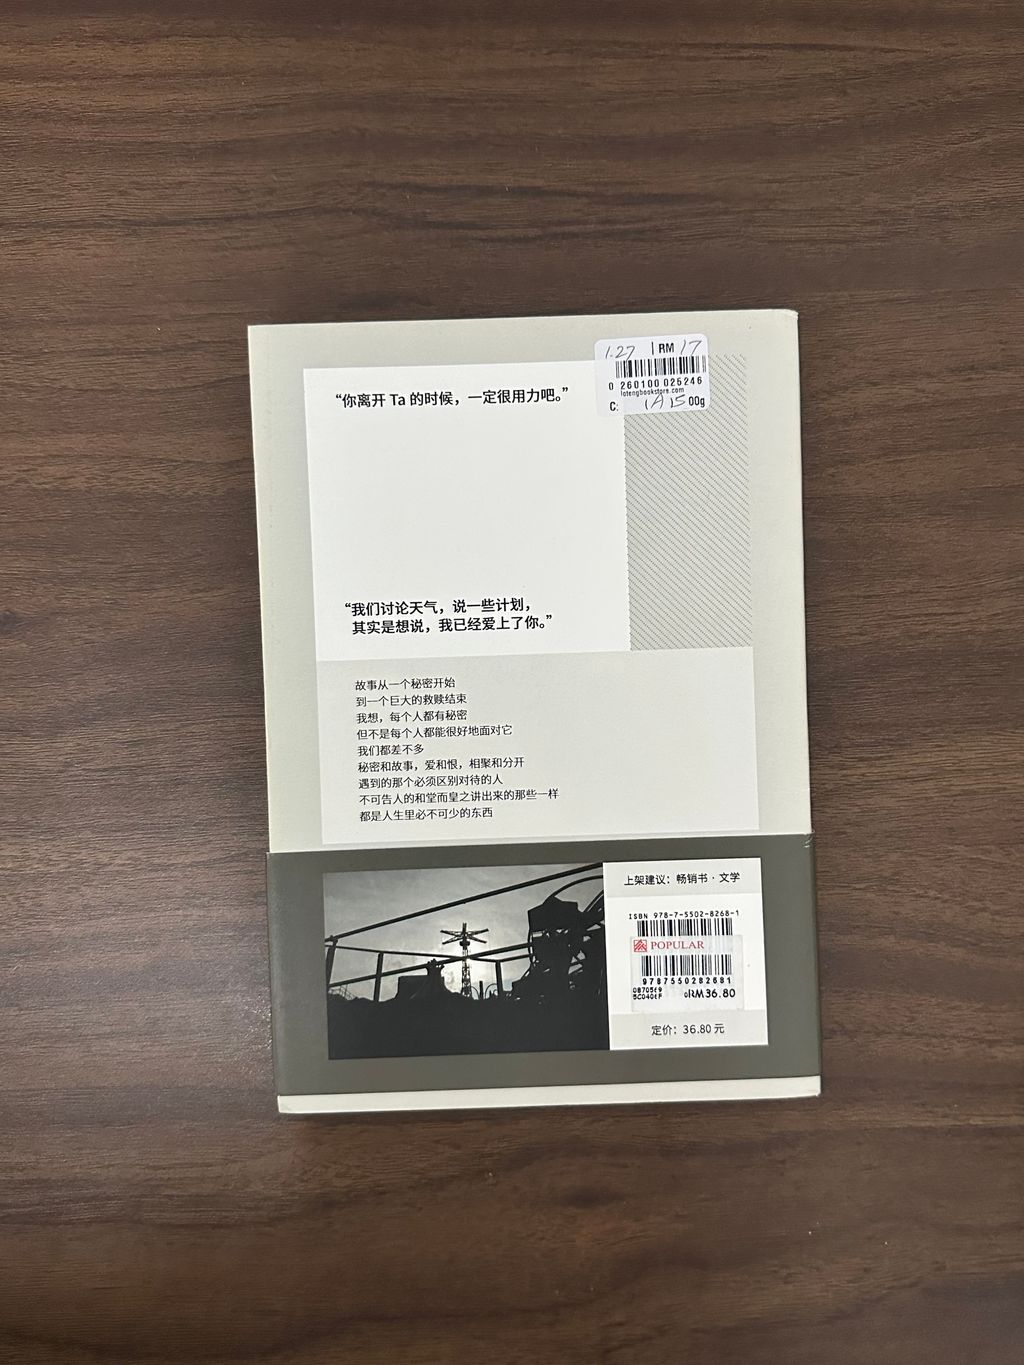 1.27 | RM 17
0 260100 025246
lotengbookstore.com
C: 1A15 00g
“你离开 Ta 的时候，一定很用力吧。”
“我们讨论天气，说一些计划，
其实是想说，我已经爱上了你。”
故事从一个秘密开始
到一个巨大的救赎结束
我想，每个人都有秘密
但不是每个人都能很好地面对它
我们都差不多
秘密和故事，爱和恨，相聚和分开
遇到的那个必须区别对待的人
不可告人的和堂而皇之讲出来的那些一样
都是人生里必不可少的东西
上架建议：畅销书·文学
ISBN 978-7-5502-8268-1
POPULAR
9787550282681
RM36.80
定价：36.80 元